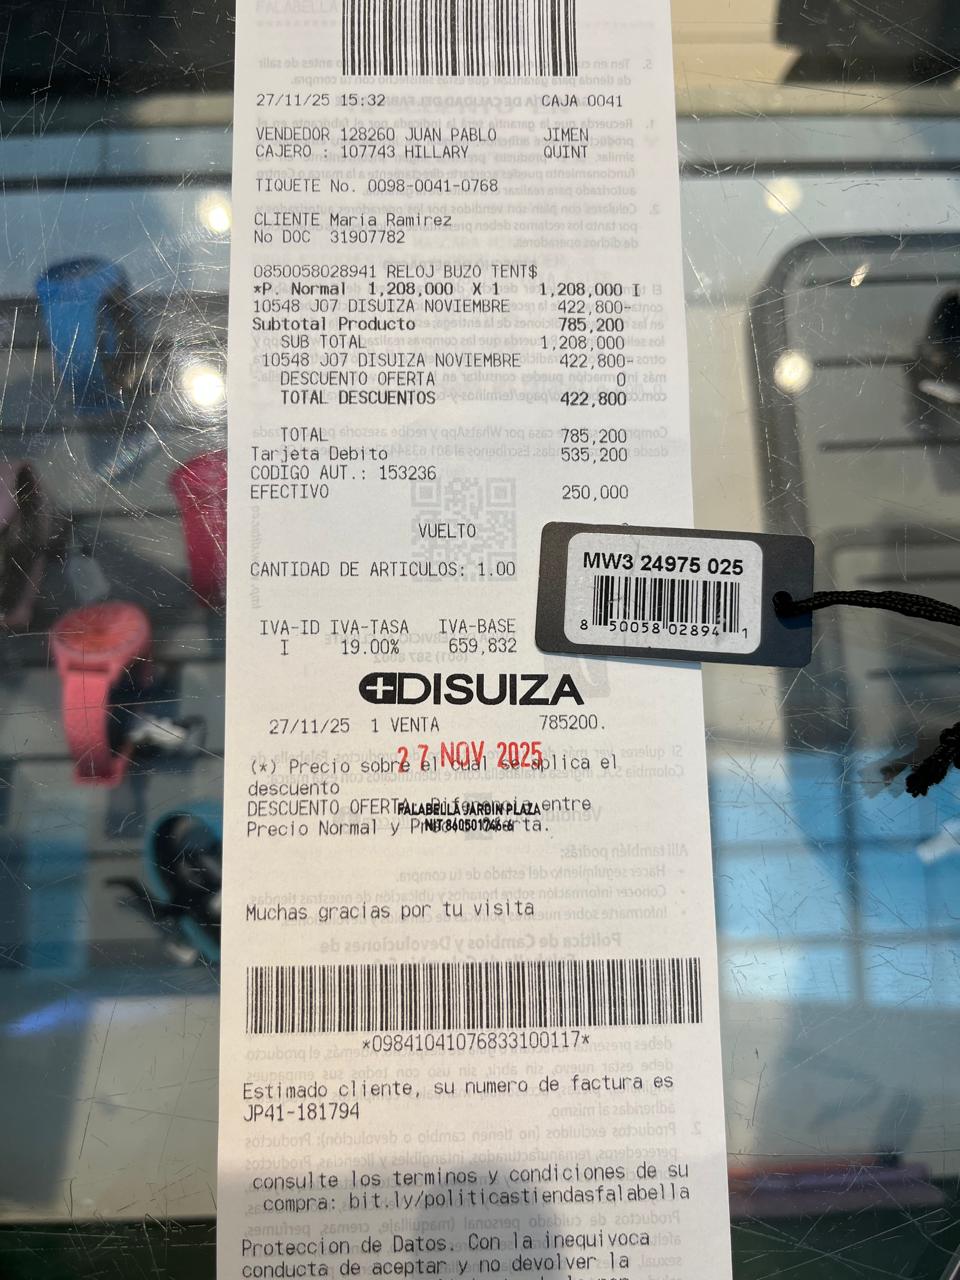 27/11/25 15:32 CAJA 0041
VENDEDOR 128260 JUAN PABLO JIMEN
CAJERO : 107743 HILLARY QUINT
TIQUETE No. 0098-0041-0768
CLIENTE Maria Ramirez
No DOC 31907782
0850058028941 RELOJ BUZO TENT$
*P. Normal 1,208,000 X 1 1,208,000 I
10548 J07 DISUIZA NOVIEMBRE 422,800-
Subtotal Producto 785,200
SUB TOTAL 1,208,000
10548 J07 DISUIZA NOVIEMBRE 422,800-
DESCUENTO OFERTA 0
TOTAL DESCUENTOS 422,800
TOTAL 785,200
Tarjeta Debito 535,200
CODIGO AUT.: 153236
EFECTIVO 250,000
VUELTO
CANTIDAD DE ARTICULOS: 1.00
MW3 24975 025
8 50058 02894 1
IVA-ID IVA-TASA IVA-BASE
I 19.00% 659,832
DISUIZA
27/11/25 1 VENTA 785200.
27 NOV 2025
(*) Precio sobre el cual se aplica el
descuento
DESCUENTO OFERTA: Diferencia entre
FALABELLA JARDIN PLAZA
Precio Normal y Precio Oferta.
NIT 860501746-6
Muchas gracias por tu visita
*09841041076833100117*
Estimado cliente, su numero de factura es
JP41-181794
consulte los terminos y condiciones de su
compra: bit.ly/politicastiendasfalabella
Proteccion de Datos. Con la inequivoca
conducta de aceptar y no devolver la